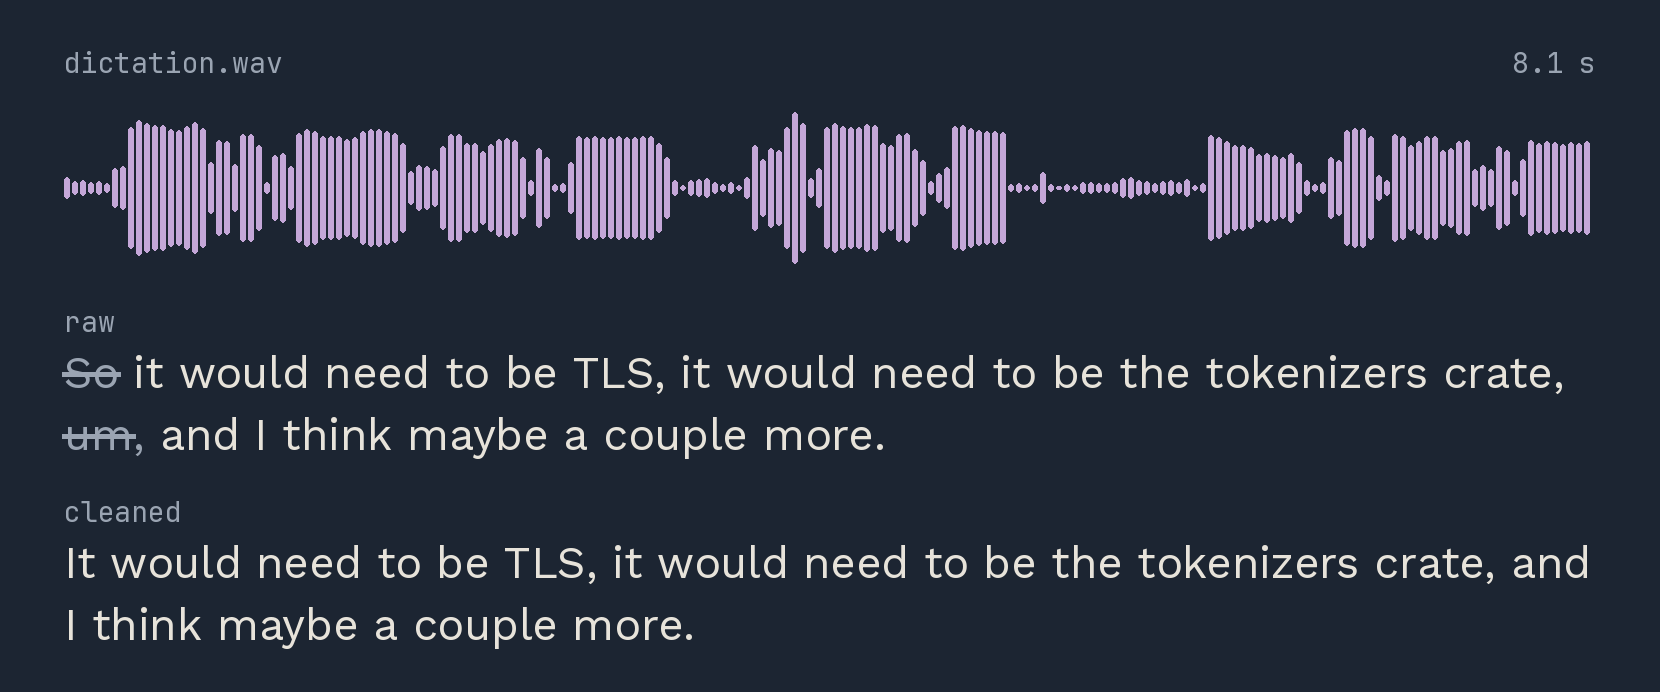 dictation.wav 8.1 s
raw
So it would need to be TLS, it would need to be the tokenizers crate,
um, and I think maybe a couple more.
cleaned
It would need to be TLS, it would need to be the tokenizers crate, and
I think maybe a couple more.